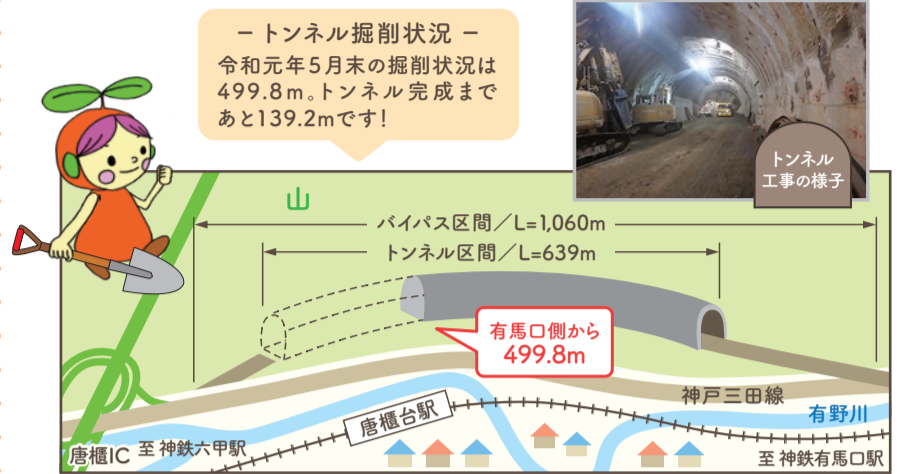 －トンネル掘削状況－
令和元年5月末の掘削状況は
499.8m。トンネル完成まで
あと139.2mです！
トンネル
工事の様子
山
バイパス区間／L=1,060m
トンネル区間／L=639m
有馬口側から
499.8m
神戸三田線
有野川
唐櫃台駅
唐櫃IC
至 神鉄六甲駅
至 神鉄有馬口駅